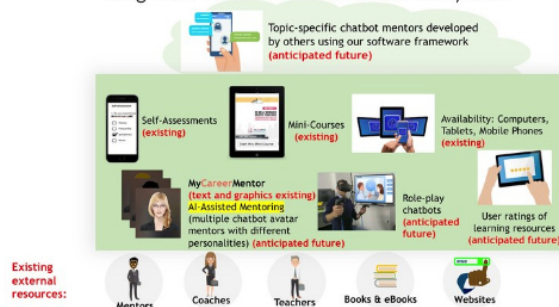 Topic-specific chatbot mentors developed
by others using our software framework
(anticipated future)
Self-Assessments
(existing)
Mini-Courses
(existing)
Availability: Computers,
Tablets, Mobile Phones
(existing)
MyCareerMentor
(text and graphics existing)
AI-Assisted Mentoring
(multiple chatbot avatar
mentors with different
personalities) (anticipated future)
Role-play
chatbots
(anticipated
future)
User ratings of
learning resources
(anticipated future)
Existing
external
resources:
Mentors
Coaches
Teachers
Books & eBooks
Websites